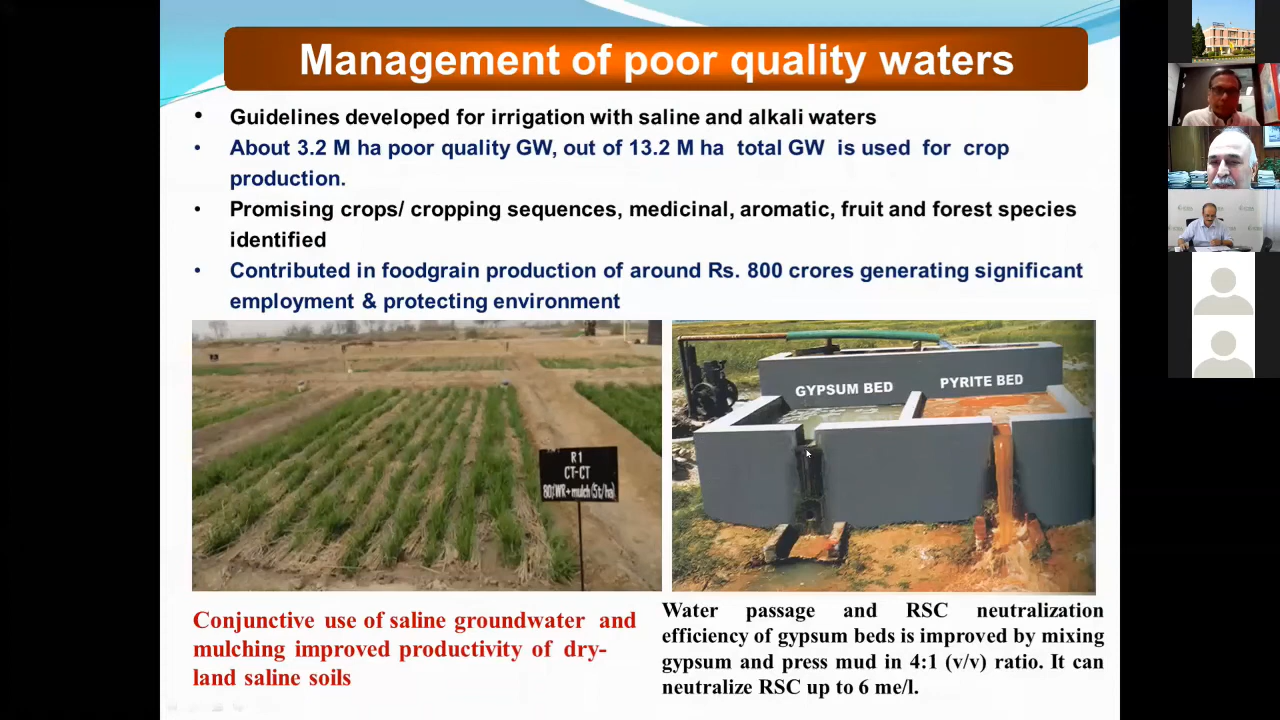 Management of poor quality waters
• Guidelines developed for irrigation with saline and alkali waters
• About 3.2 M ha poor quality GW, out of 13.2 M ha total GW is used for crop
production.
• Promising crops/ cropping sequences, medicinal, aromatic, fruit and forest species
identified
• Contributed in foodgrain production of around Rs. 800 crores generating significant
employment & protecting environment
R1
CT-CT
80%WR+mulch (5t/ha)
GYPSUM BED
PYRITE BED
Conjunctive use of saline groundwater and
mulching improved productivity of dry-
land saline soils
Water passage and RSC neutralization
efficiency of gypsum beds is improved by mixing
gypsum and press mud in 4:1 (v/v) ratio. It can
neutralize RSC up to 6 me/l.